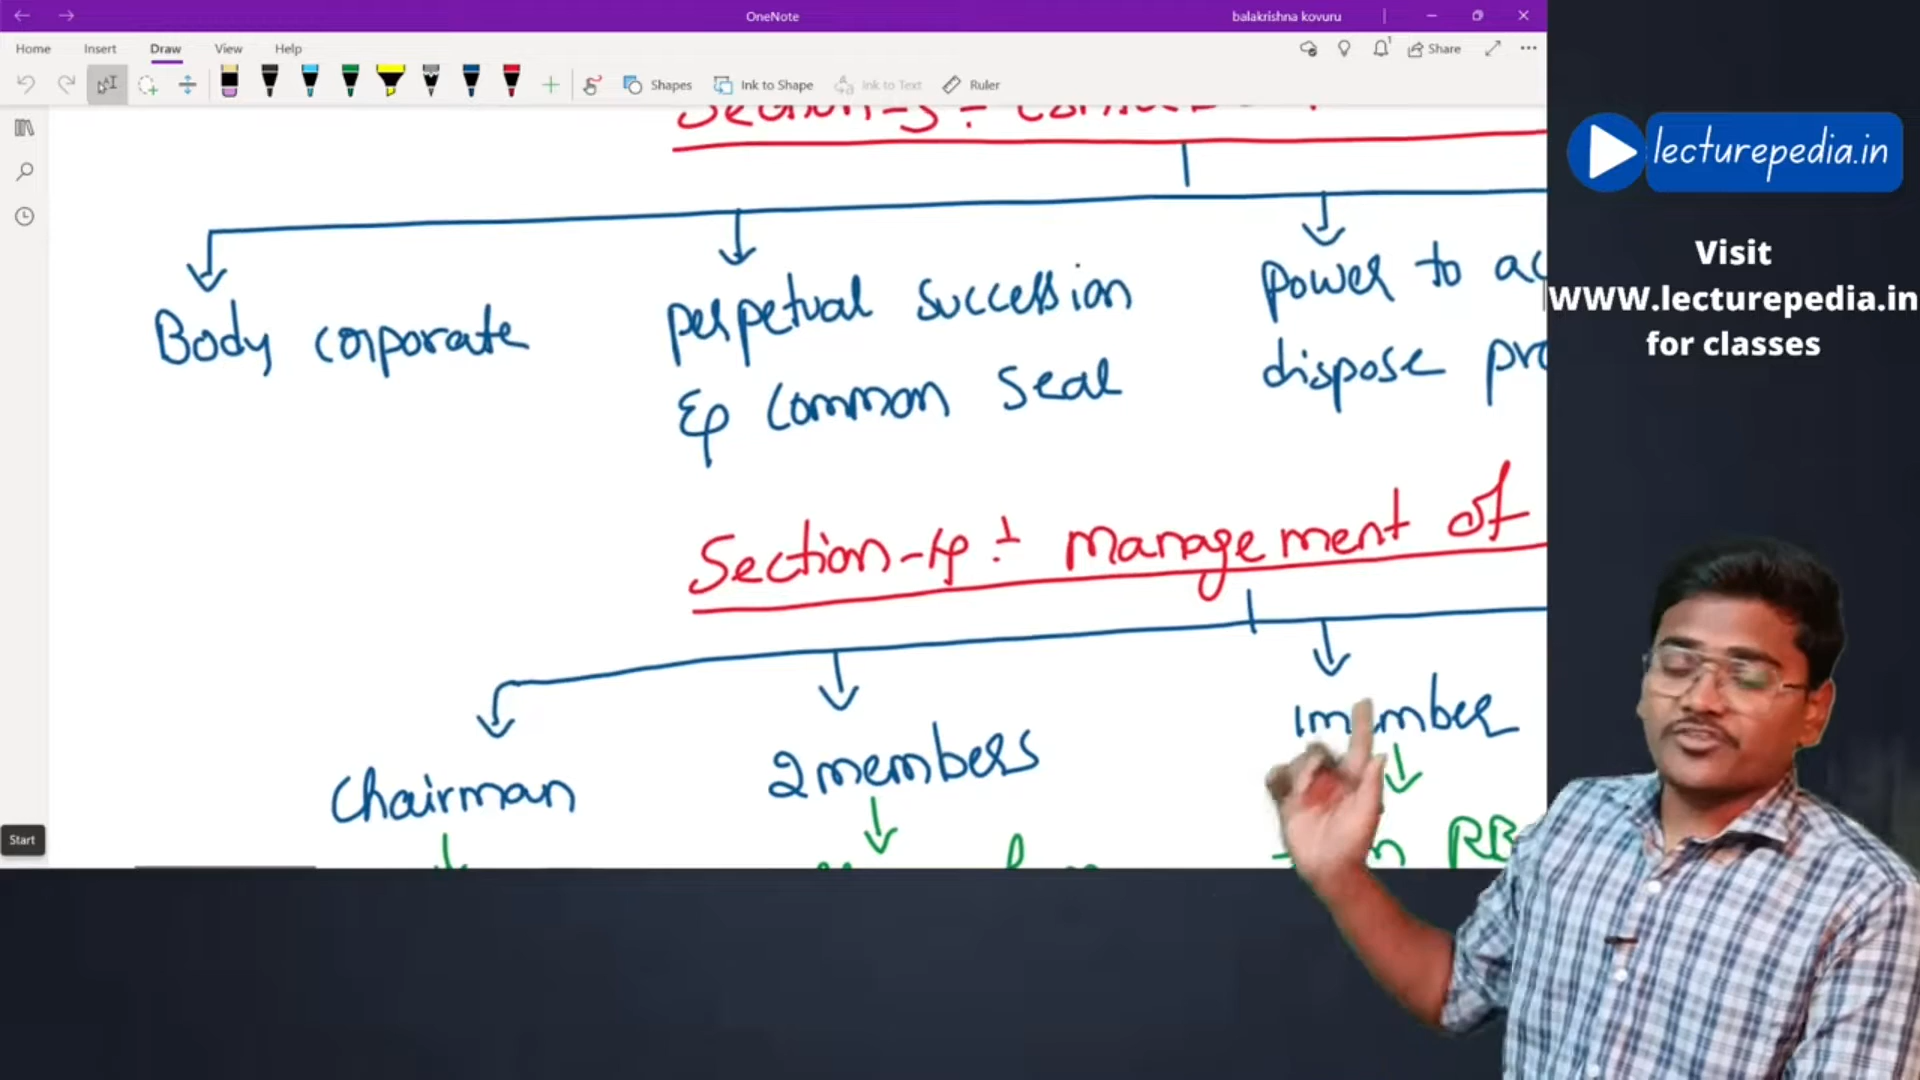 OneNote
balakrishna kovuru
Home Insert Draw View Help
Share
Shapes
Ink to Shape
Ink to Text
Ruler
lecturepedia.in
Visit
WWW.lecturepedia.in
for classes
Body corporate
perpetual succession
& common seal
power to
dispose
Section-4 : management of
Chairman
2 members
1 member
Start